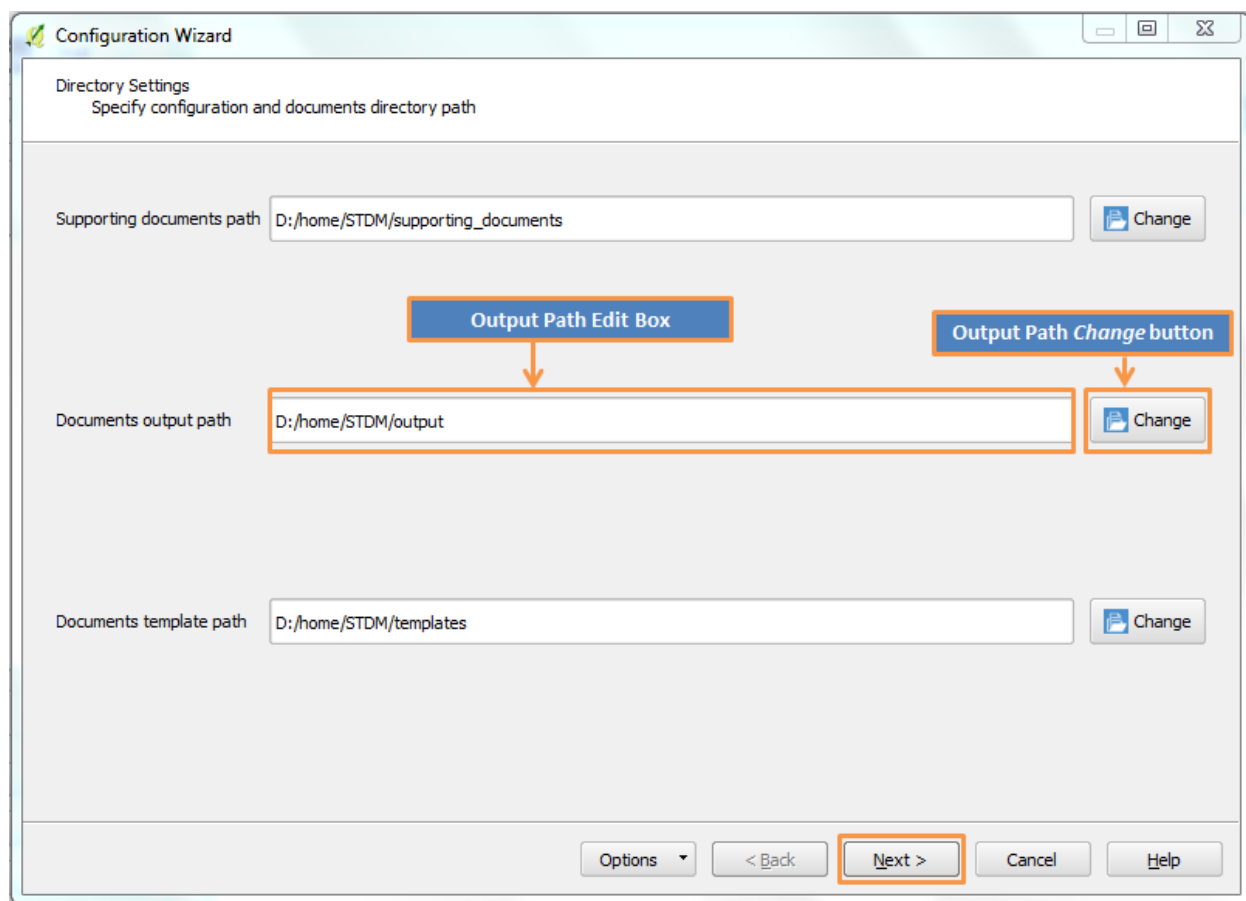 Configuration Wizard
Directory Settings
Specify configuration and documents directory path
Supporting documents path D:/home/STDM/supporting_documents Change
Output Path Edit Box
Output Path Change button
Documents output path D:/home/STDM/output Change
Documents template path D:/home/STDM/templates Change
Options < Back Next > Cancel Help